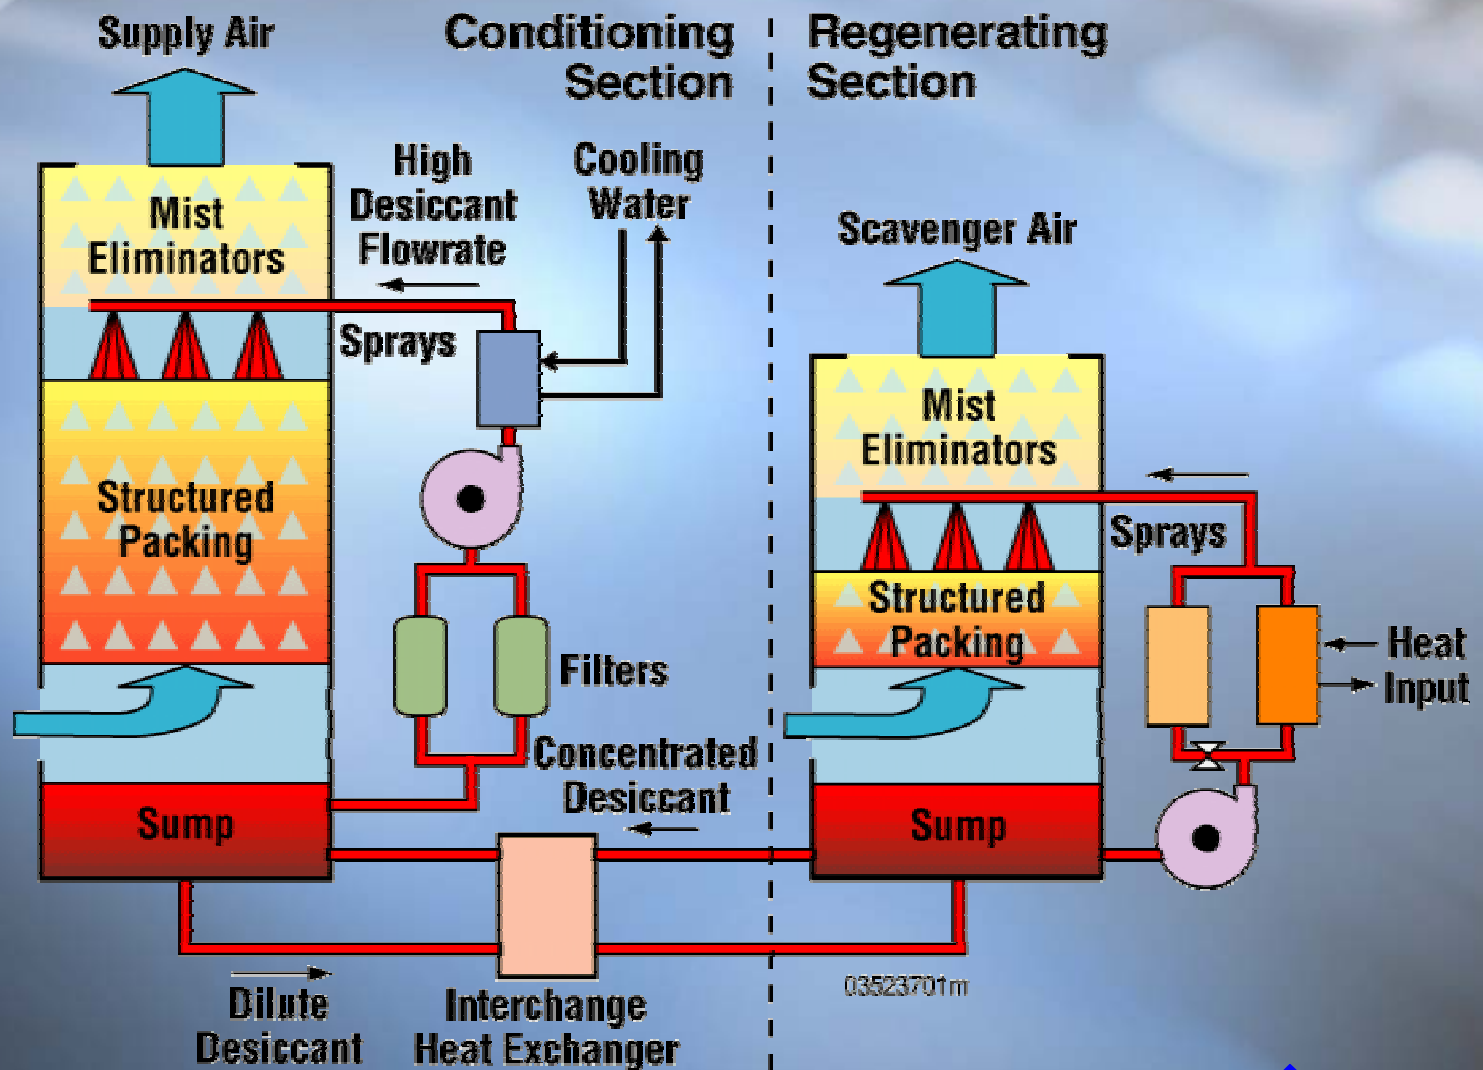 Supply Air
Conditioning
Section
Regenerating
Section
High
Desiccant
Flowrate
Cooling
Water
Mist
Eliminators
Sprays
Structured
Packing
Filters
Concentrated
Desiccant
Sump
Dilute
Desiccant
Interchange
Heat Exchanger
Scavenger Air
Mist
Eliminators
Sprays
Structured
Packing
Heat
Input
Sump
03523701m